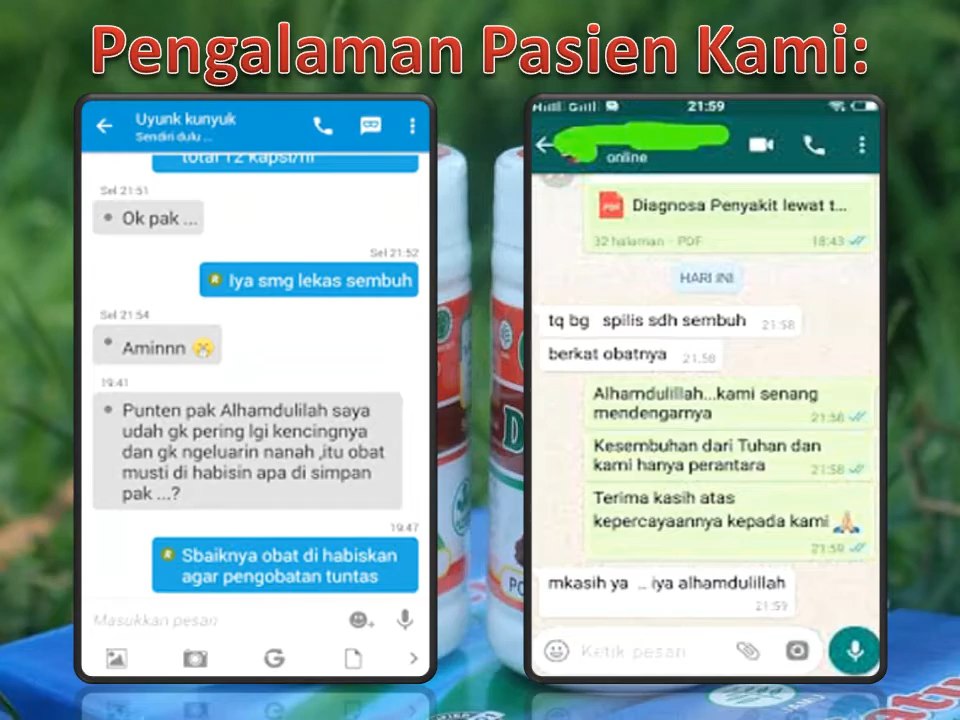 Pengalaman Pasien Kami:
Uyunk kunyuk
Sendiri dulu ...
total 12 kapsl/hr
Sel 21:51
Ok pak ...
Sel 21:52
Iya smg lekas sembuh
Sel 21:54
Aminnn
19:41
Punten pak Alhamdulilah saya
udah gk pering lgi kencingnya
dan gk ngeluarin nanah ,itu obat
musti di habisin apa di simpan
pak ...?
19:47
Sbaiknya obat di habiskan
agar pengobatan tuntas
Masukkan pesan
21:59
online
PDF
Diagnosa Penyakit lewat t...
32 halaman - PDF 18:43
HARI INI
tq bg spilis sdh sembuh 21:58
berkat obatnya 21.58
Alhamdulillah...kami senang
mendengarnya 21:58
Kesembuhan dari Tuhan dan
kami hanya perantara 21:58
Terima kasih atas
kepercayaannya kepada kami
21:59
mkasih ya .. iya alhamdulillah
21:59
Ketik pesan